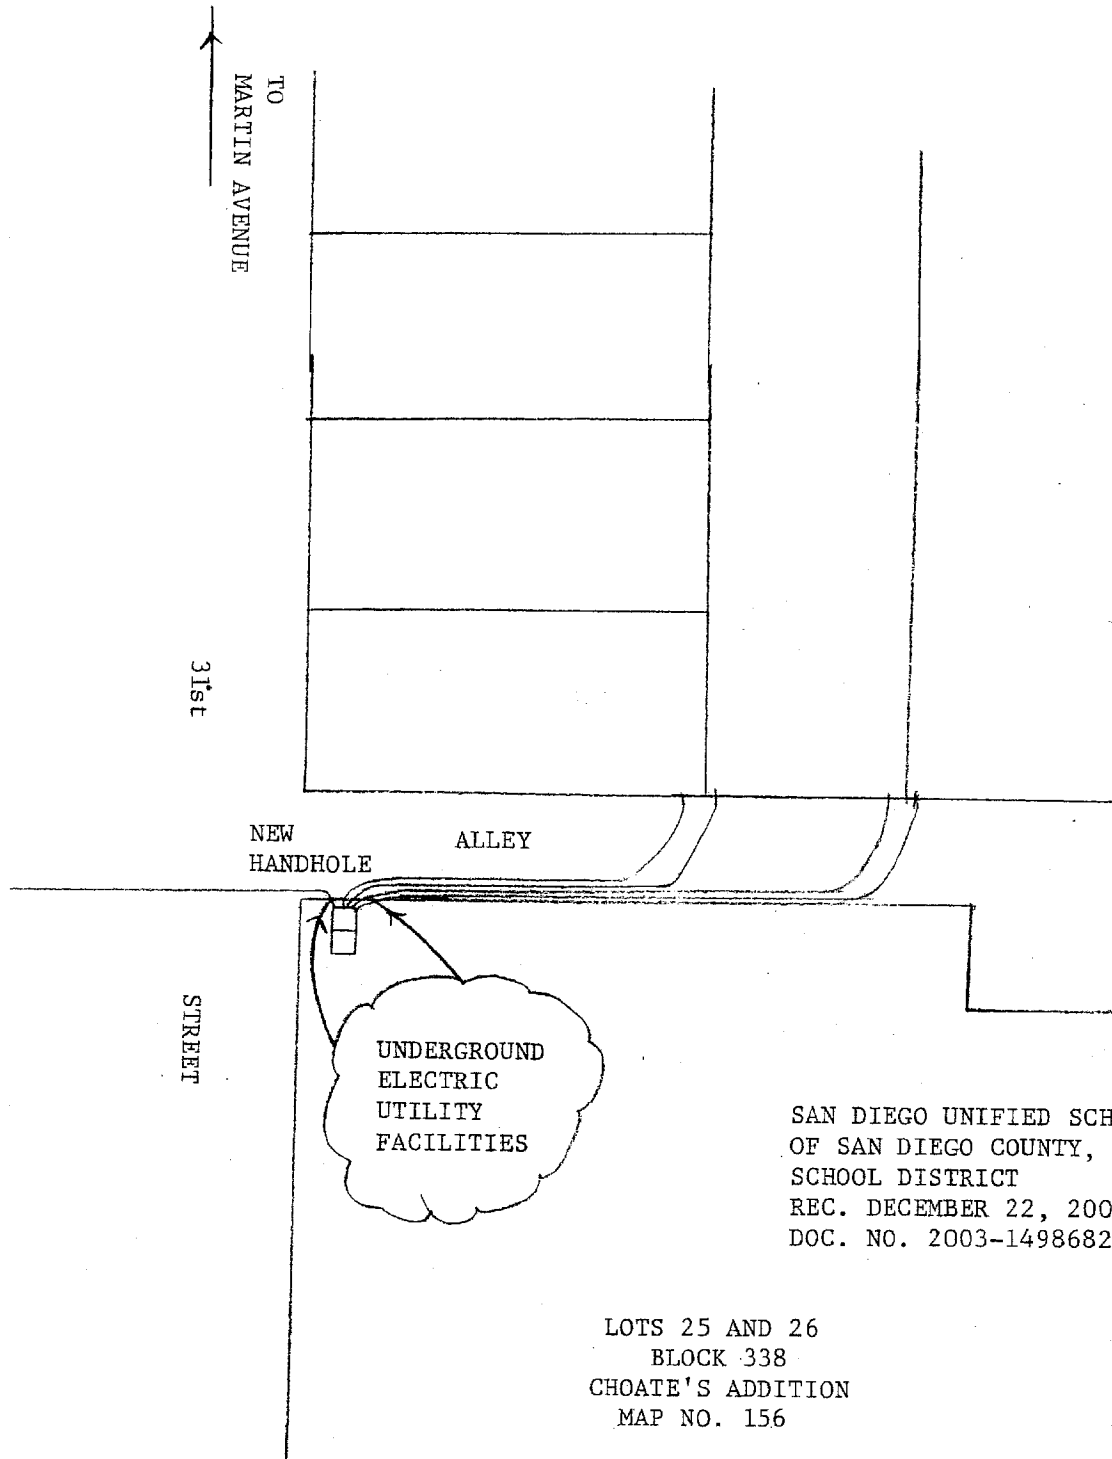 TO
MARTIN AVENUE
31st
STREET
NEW
HANDHOLE
ALLEY
UNDERGROUND
ELECTRIC
UTILITY
FACILITIES
SAN DIEGO UNIFIED SCH
OF SAN DIEGO COUNTY,
SCHOOL DISTRICT
REC. DECEMBER 22, 200
DOC. NO. 2003-1498682
LOTS 25 AND 26
BLOCK 338
CHOATE'S ADDITION
MAP NO. 156